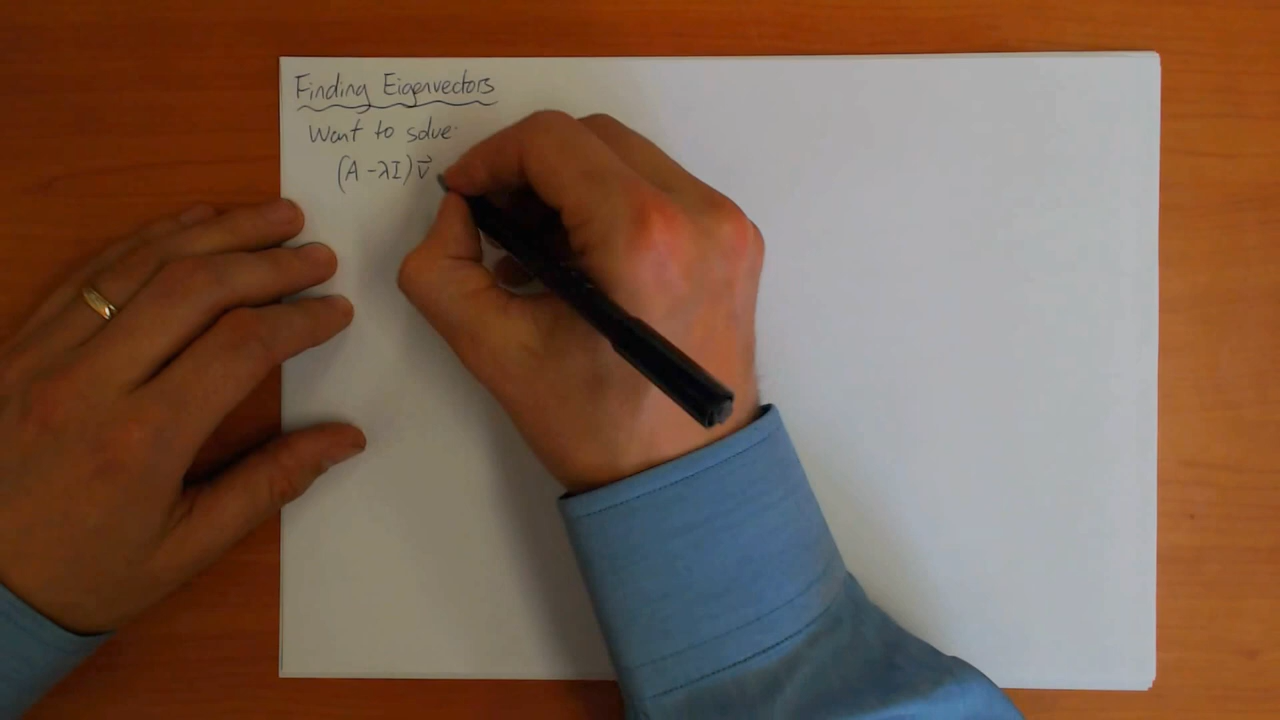 Finding Eigenvectors
Want to solve:
(A - λI)v⃗